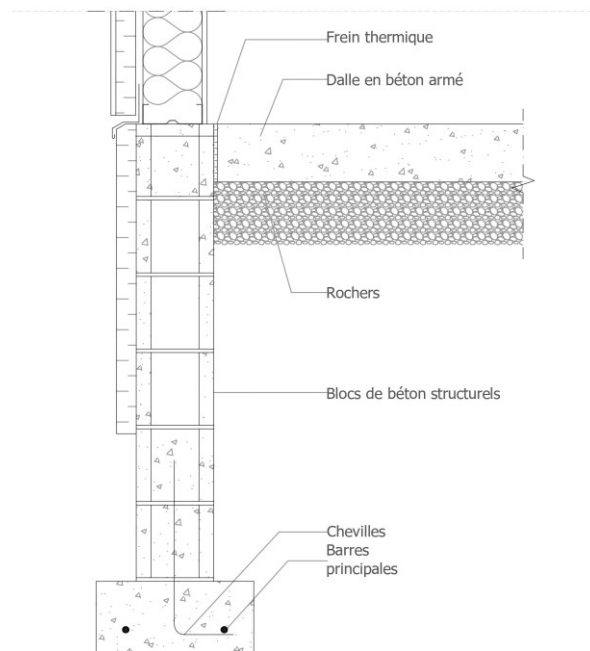 Frein thermique
Dalle en béton armé
Rochers
Blocs de béton structurels
Chevilles
Barres
principales